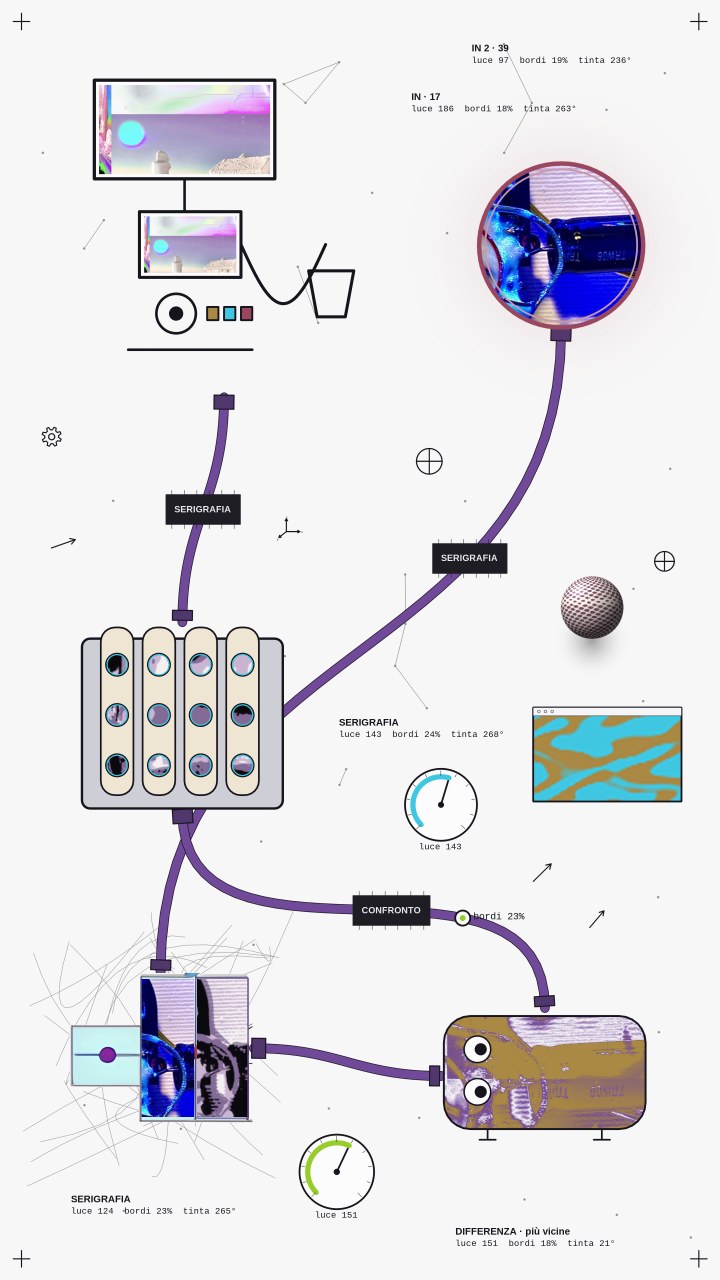 IN 2 · 39
luce 97 bordi 19% tinta 236°
IN · 17
luce 186 bordi 18% tinta 263°
SERIGRAFIA
SERIGRAFIA
SERIGRAFIA
luce 143 bordi 24% tinta 268°
luce 143
CONFRONTO
bordi 23%
luce 151
SERIGRAFIA
luce 124 bordi 23% tinta 265°
DIFFERENZA · più vicine
luce 151 bordi 18% tinta 21°